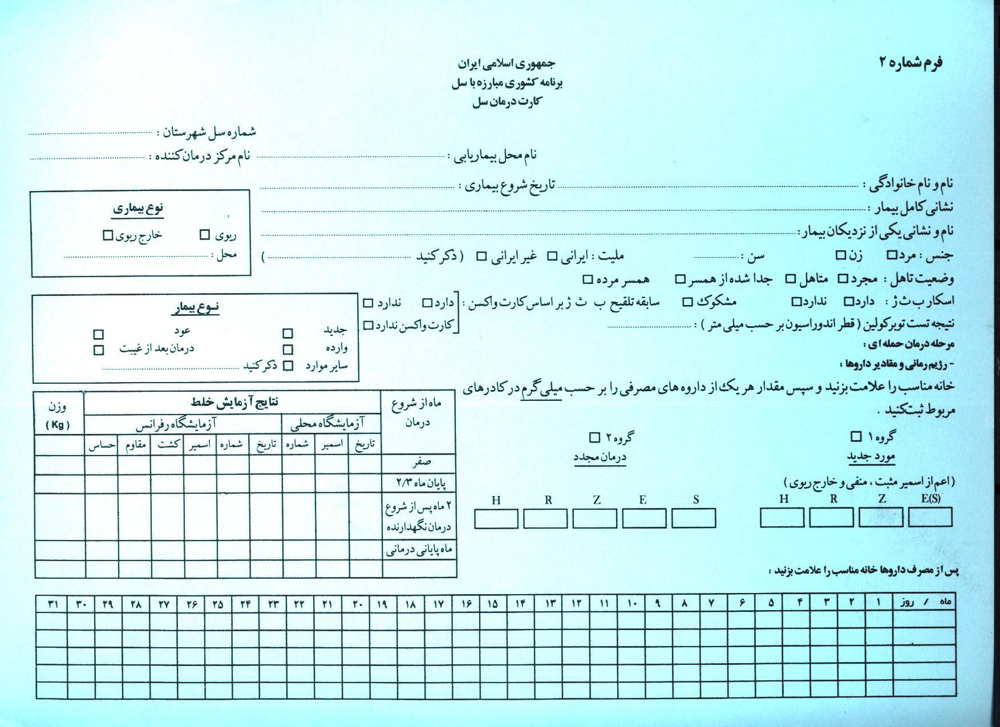 فرم شماره ۲
جمهوری اسلامی ایران
برنامه کشوری مبارزه با سل
کارت درمان سل
شماره سل شهرستان :
نام محل بیماریابی :
نام مرکز درمان کننده :
نام و نام خانوادگی :
تاریخ شروع بیماری :
نشانی کامل بیمار :
نام و نشانی یکی از نزدیکان بیمار:
جنس : مرد □ زن □ سن : ملیت : ایرانی □ غیر ایرانی □ ( ذکر کنید )
وضعیت تاهل : مجرد □ متاهل □ جدا شده از همسر □ همسر مرده □
اسکار ب ث ژ : دارد □ ندارد □ مشکوک □ سابقه تلقیح ب ث ژ بر اساس کارت واکسن : دارد □ ندارد □
کارت واکسن ندارد □
نتیجه تست توبرکولین ( قطر اندوراسیون بر حسب میلی متر ) :
نوع بیماری
ریوی □ خارج ریوی □
محل :
نوع بیمار
جدید □ عود □
وارده □ درمان بعد از غیبت □
سایر موارد □ ذکر کنید
مرحله درمان حمله ای :
- رژیم رمانی و مقادیر داروها :
خانه مناسب را علامت بزنید و سپس مقدار هر یک از داروه های مصرفی را بر حسب میلی گرم در کادرهای
مربوط ثبت کنید .
گروه ۱ □ گروه ۲ □
مورد جدید درمان مجدد
(اعم از اسمیر مثبت ، منفی و خارج ریوی )
H R Z E S H R Z E(S)
ماه از شروع درمان نتایج آزمایش خلط وزن ( Kg )
آزمایشگاه محلی آزمایشگاه رفرانس
تاریخ اسمیر شماره تاریخ شماره اسمیر کشت مقاوم حساس
صفر
پایان ماه ۲/۳
۲ ماه پس از شروع
درمان نگهدارنده
ماه پایانی درمانی
پس از مصرف داروها خانه مناسب را علامت بزنید :
ماه / روز ۱ ۲ ۳ ۴ ۵ ۶ ۷ ۸ ۹ ۱۰ ۱۱ ۱۲ ۱۳ ۱۴ ۱۵ ۱۶ ۱۷ ۱۸ ۱۹ ۲۰ ۲۱ ۲۲ ۲۳ ۲۴ ۲۵ ۲۶ ۲۷ ۲۸ ۲۹ ۳۰ ۳۱